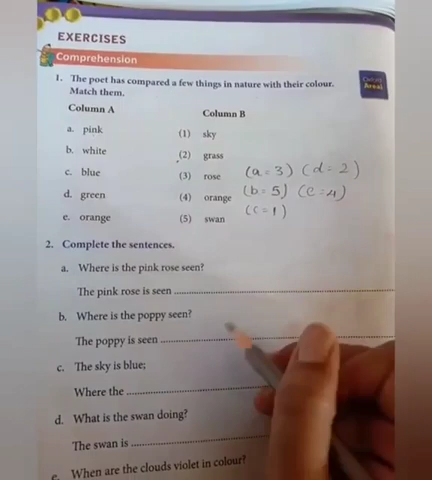 EXERCISES
Comprehension
1. The poet has compared a few things in nature with their colour.
Match them.
Column A Column B
a. pink (1) sky
b. white (2) grass
c. blue (3) rose (a = 3) (d = 2)
d. green (4) orange (b = 5) (e = 4)
e. orange (5) swan (c = 1)
2. Complete the sentences.
a. Where is the pink rose seen?
The pink rose is seen
b. Where is the poppy seen?
The poppy is seen
c. The sky is blue;
Where the
d. What is the swan doing?
The swan is
e. When are the clouds violet in colour?